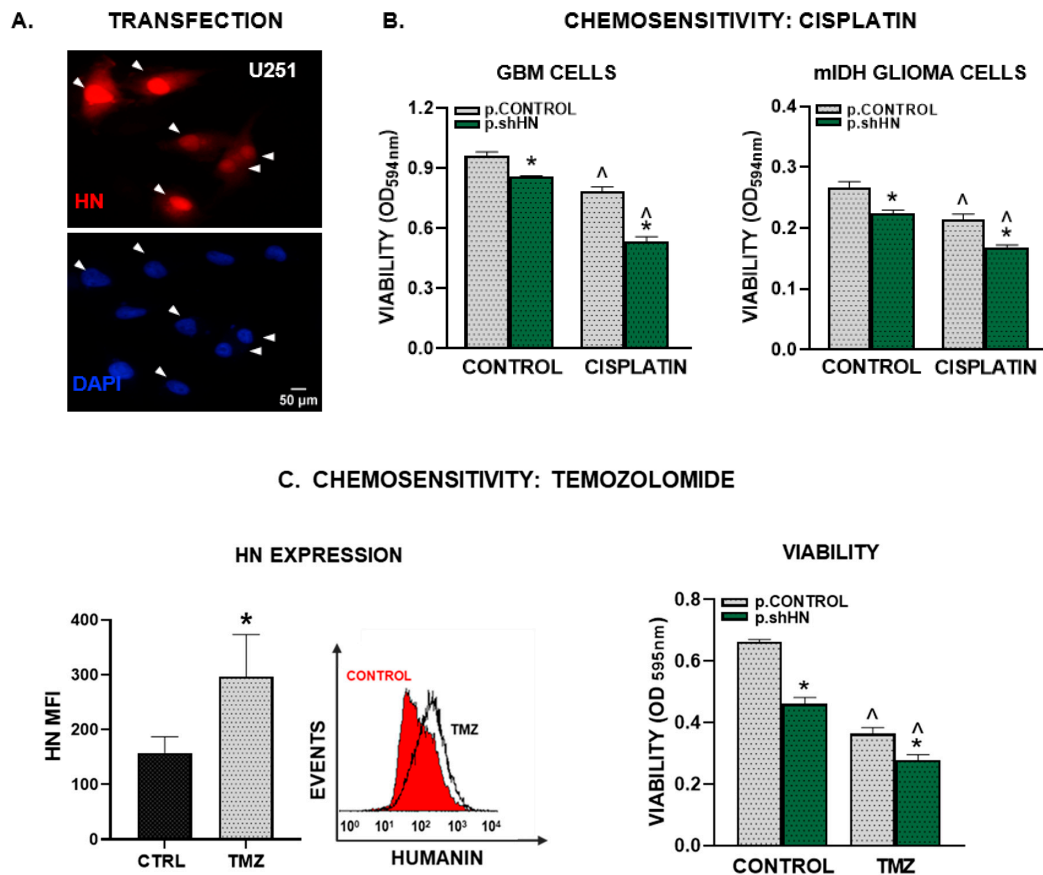 A. TRANSFECTION
U251
HN
DAPI
50 µm
B. CHEMOSENSITIVITY: CISPLATIN
GBM CELLS
p.CONTROL
p.shHN
VIABILITY (OD594nm)
1.2
0.9
0.6
0.3
0.0
*
^
^
*
CONTROL CISPLATIN
mIDH GLIOMA CELLS
p.CONTROL
p.shHN
VIABILITY (OD594nm)
0.4
0.3
0.2
0.1
0.0
*
^
^
*
CONTROL CISPLATIN
C. CHEMOSENSITIVITY: TEMOZOLOMIDE
HN EXPRESSION
HN MFI
400
300
200
100
0
*
CTRL TMZ
EVENTS
CONTROL
TMZ
10⁰ 10¹ 10² 10³ 10⁴
HUMANIN
VIABILITY
p.CONTROL
p.shHN
VIABILITY (OD 595nm)
0.8
0.6
0.4
0.2
0.0
*
^
^
*
CONTROL TMZ